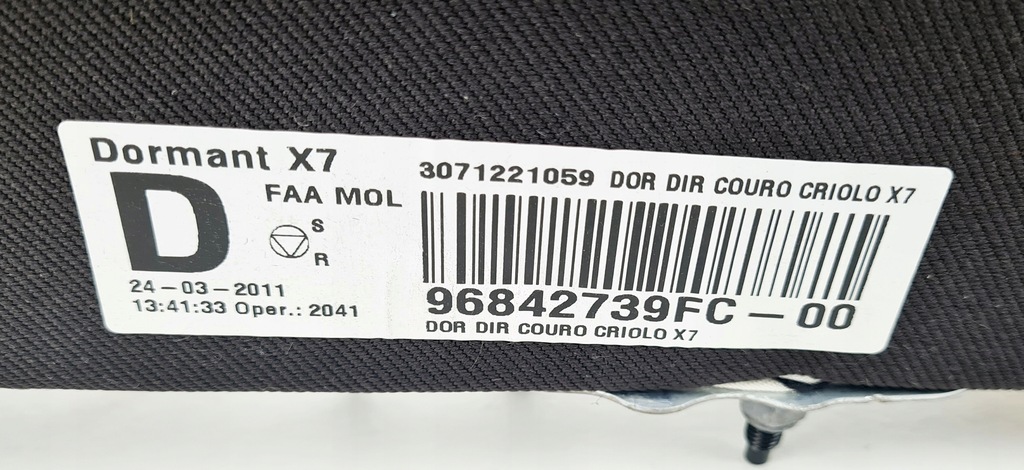 Dormant X7
D
FAA MOL
S
R
24-03-2011
13:41:33 Oper.: 2041
3071221059 DOR DIR COURO CRIOLO X7
96842739FC - 00
DOR DIR COURO CRIOLO X7